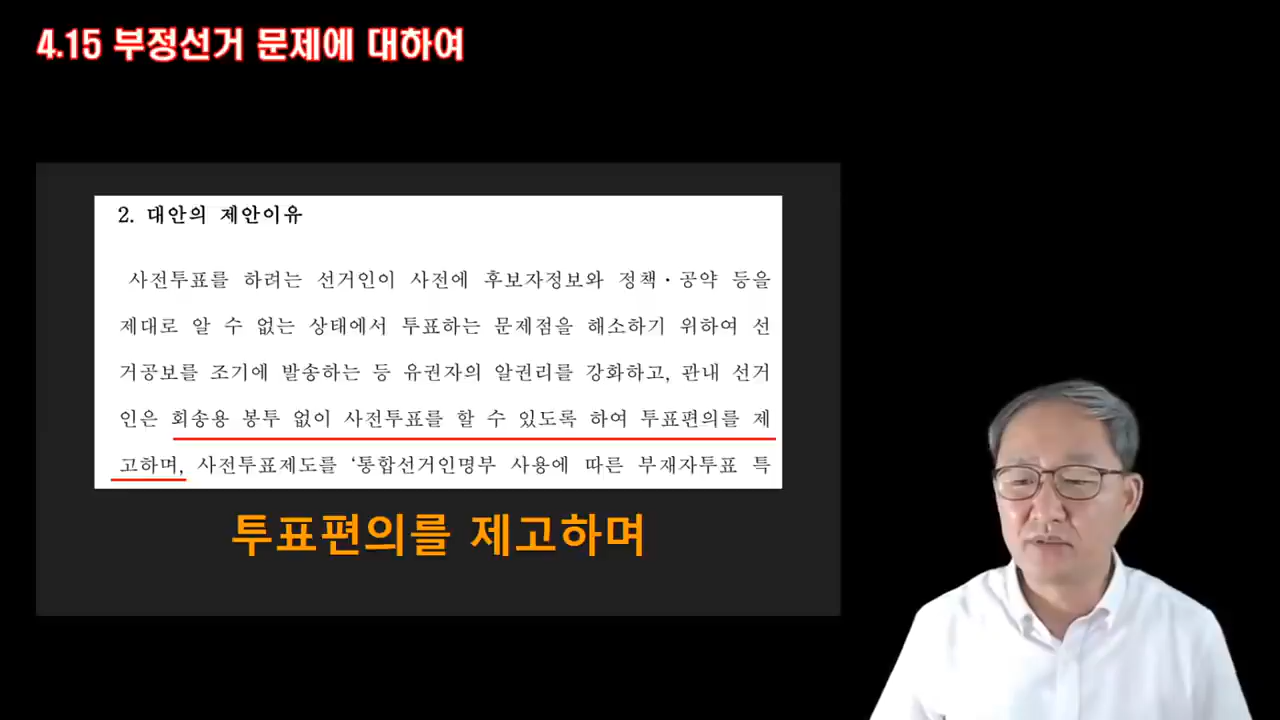 4.15 부정선거 문제에 대하여
2. 대안의 제안이유
사전투표를 하려는 선거인이 사전에 후보자정보와 정책·공약 등을
제대로 알 수 없는 상태에서 투표하는 문제점을 해소하기 위하여 선
거공보를 조기에 발송하는 등 유권자의 알권리를 강화하고, 관내 선거
인은 회송용 봉투 없이 사전투표를 할 수 있도록 하여 투표편의를 제
고하며, 사전투표제도를 ‘통합선거인명부 사용에 따른 부재자투표 특
투표편의를 제고하며